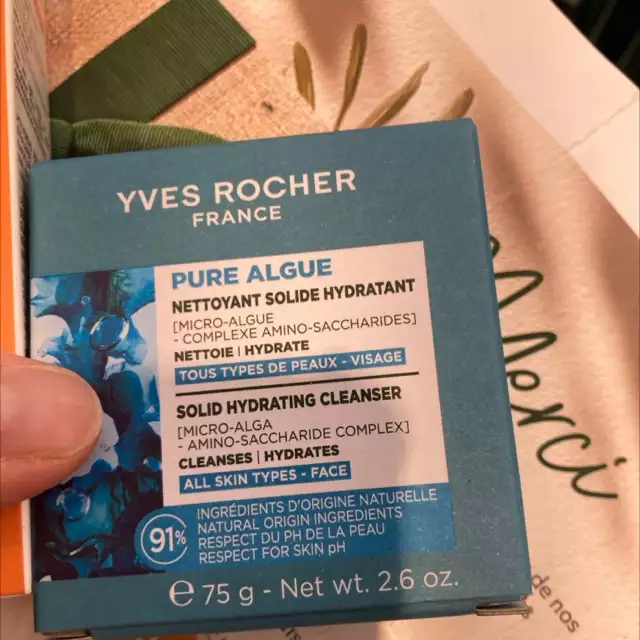 YVES ROCHER
FRANCE
PURE ALGUE
NETTOYANT SOLIDE HYDRATANT
[MICRO-ALGUE
- COMPLEXE AMINO-SACCHARIDES]
NETTOIE | HYDRATE
TOUS TYPES DE PEAUX - VISAGE
SOLID HYDRATING CLEANSER
[MICRO-ALGA
- AMINO-SACCHARIDE COMPLEX]
CLEANSES | HYDRATES
ALL SKIN TYPES - FACE
91%
INGRÉDIENTS D'ORIGINE NATURELLE
NATURAL ORIGIN INGREDIENTS
RESPECT DU PH DE LA PEAU
RESPECT FOR SKIN pH
℮ 75 g - Net wt. 2.6 oz.
Merci
de nos